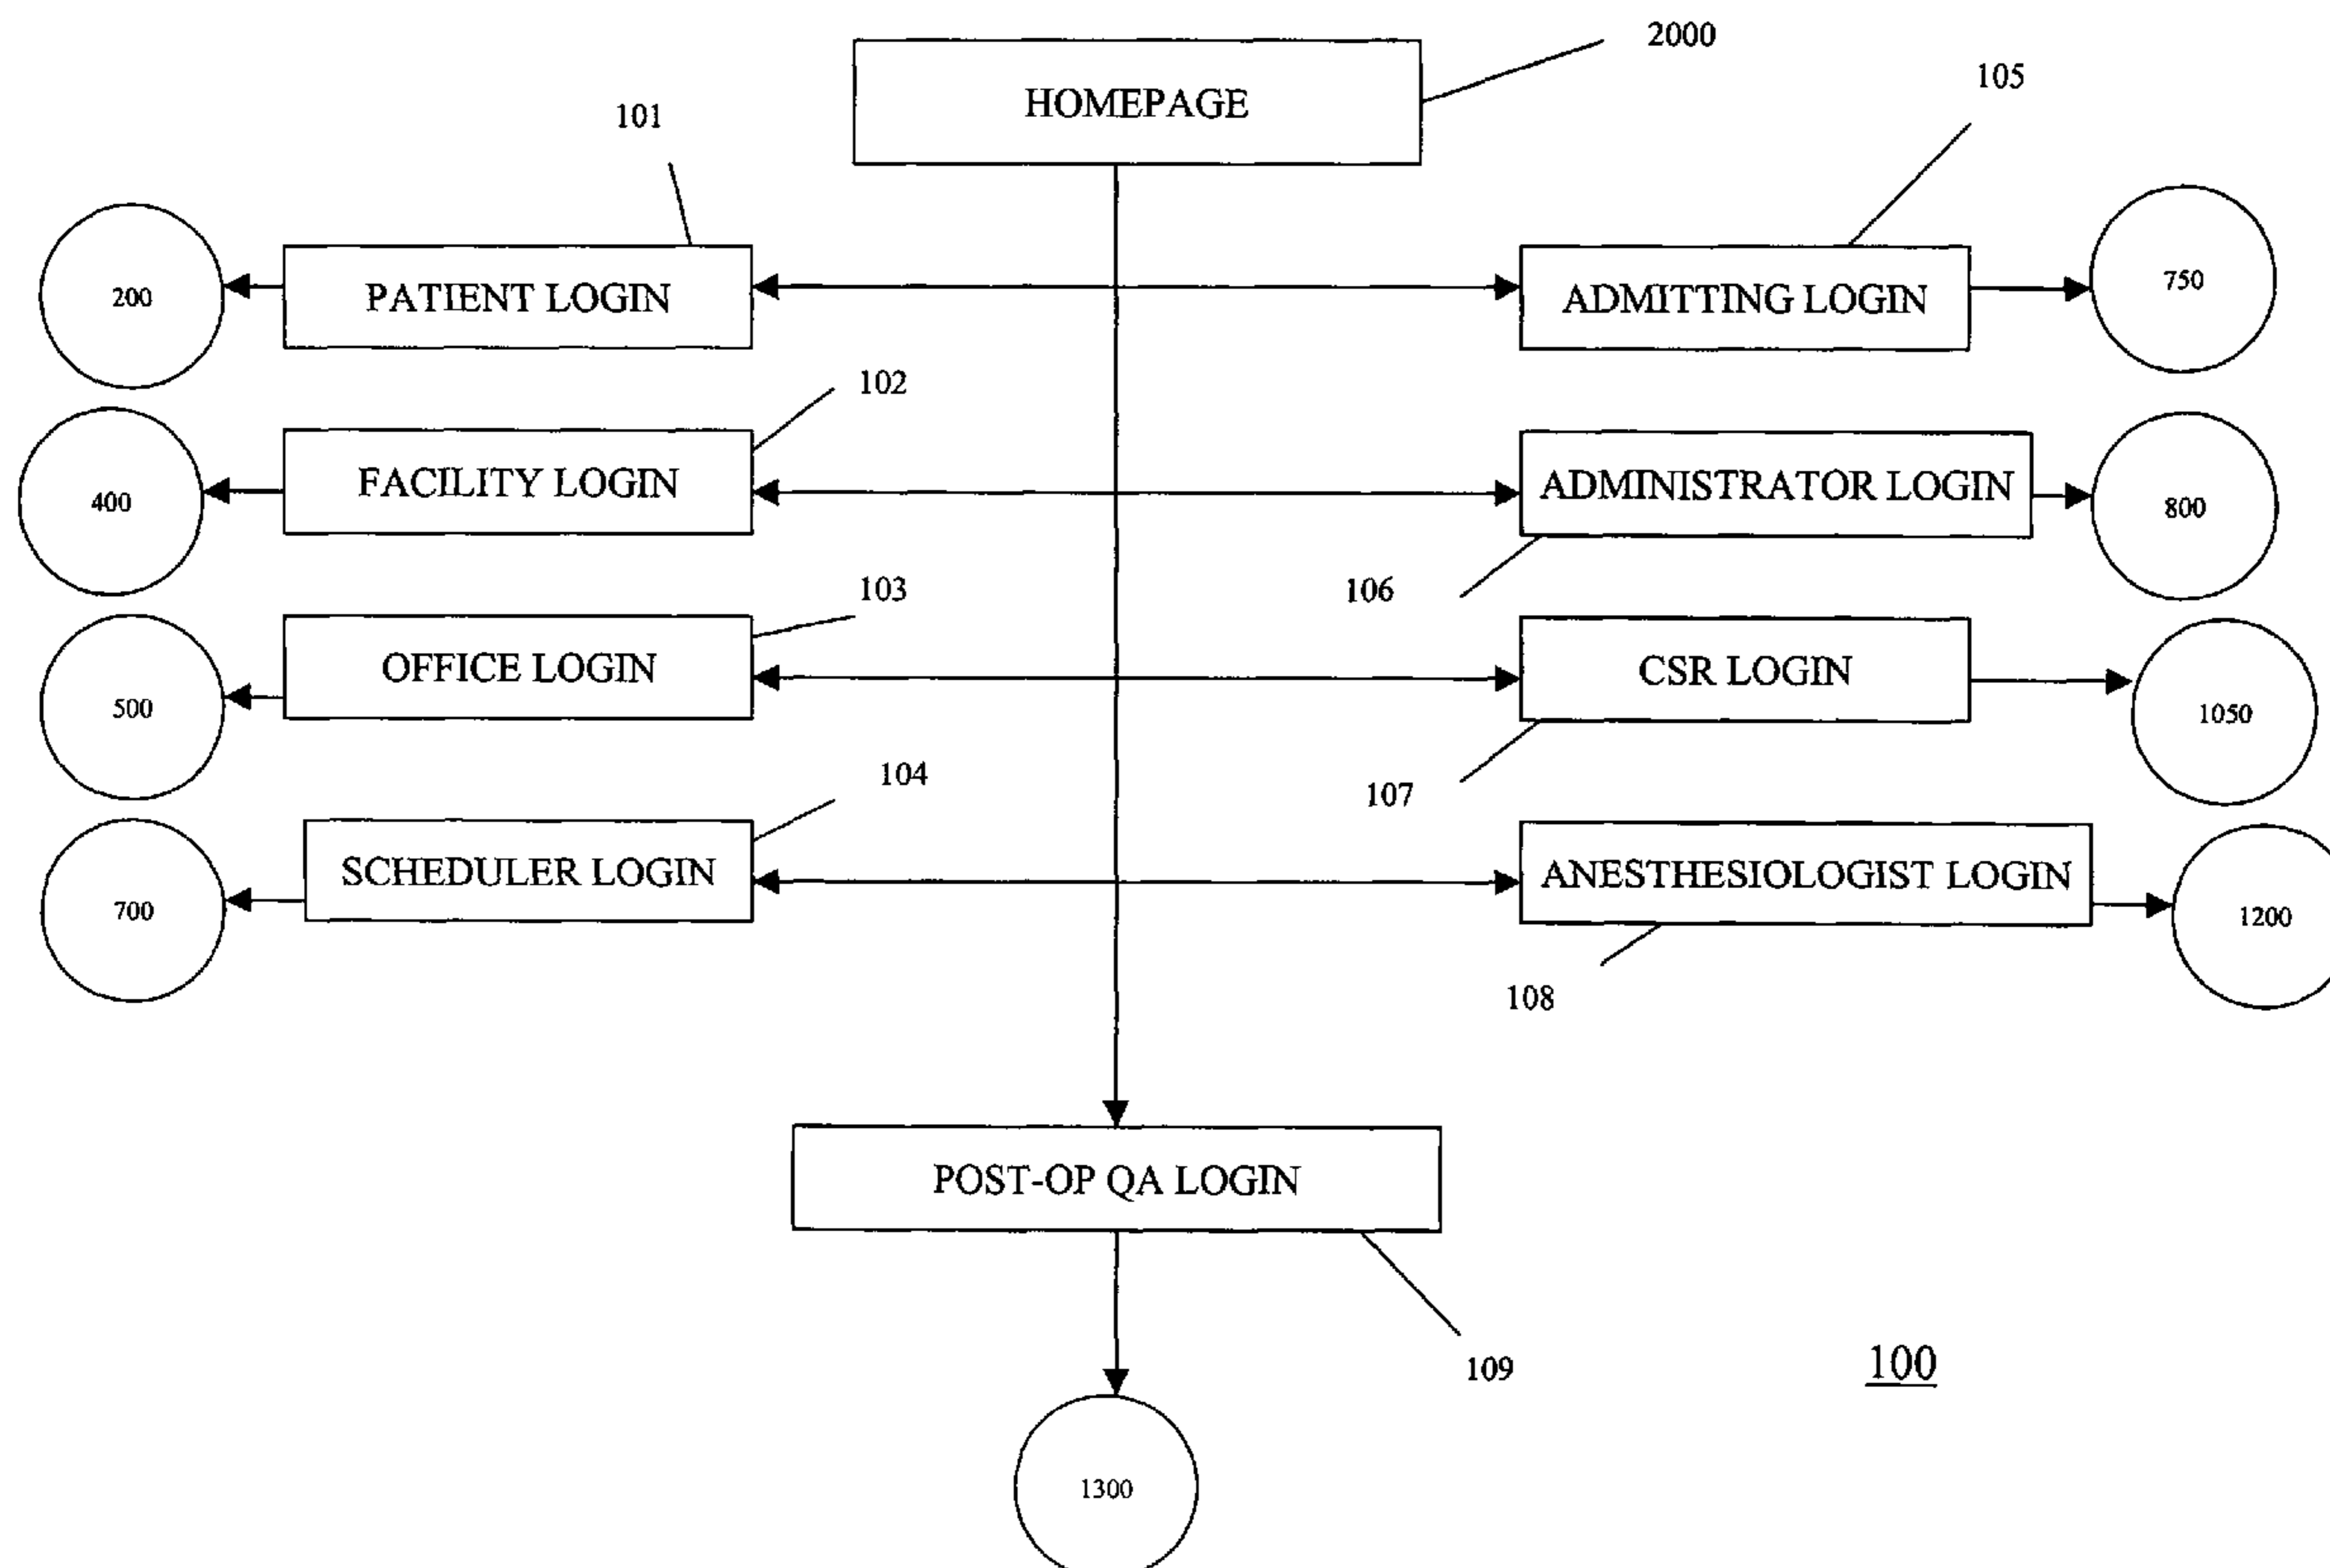 2000
HOMEPAGE
105
101
200
PATIENT LOGIN
ADMITTING LOGIN
750
102
400
FACILITY LOGIN
ADMINISTRATOR LOGIN
800
103
106
500
OFFICE LOGIN
CSR LOGIN
1050
104
107
700
SCHEDULER LOGIN
ANESTHESIOLOGIST LOGIN
1200
108
POST-OP QA LOGIN
109
100
1300